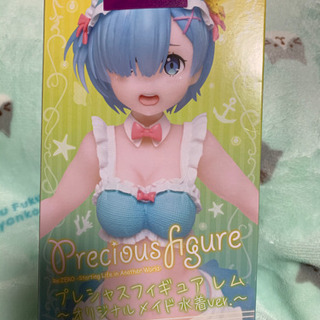 Precious figure
Re:ZERO -Starting Life in Another World-
プレシャスフィギュア レム
～オリジナルメイド水着ver.～